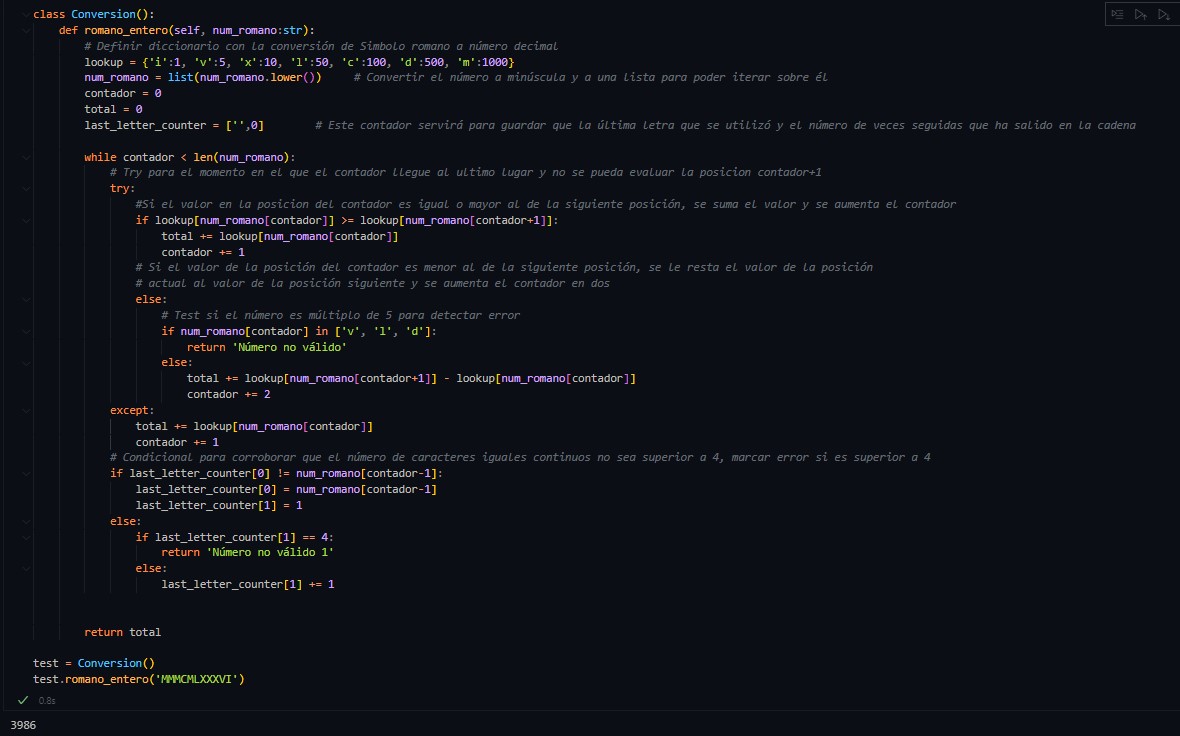 class Conversion():
    def romano_entero(self, num_romano:str):
        # Definir diccionario con la conversión de Simbolo romano a número decimal
        lookup = {'i':1, 'v':5, 'x':10, 'l':50, 'c':100, 'd':500, 'm':1000}
        num_romano = list(num_romano.lower())     # Convertir el número a minúscula y a una lista para poder iterar sobre él
        contador = 0
        total = 0
        last_letter_counter = ['',0]        # Este contador servirá para guardar que la última letra que se utilizó y el número de veces seguidas que ha salido en la cadena

        while contador < len(num_romano):
            # Try para el momento en el que el contador llegue al ultimo lugar y no se pueda evaluar la posicion contador+1
            try:
                #Si el valor en la posicion del contador es igual o mayor al de la siguiente posición, se suma el valor y se aumenta el contador
                if lookup[num_romano[contador]] >= lookup[num_romano[contador+1]]:
                    total += lookup[num_romano[contador]]
                    contador += 1
                # Si el valor de la posición del contador es menor al de la siguiente posición, se le resta el valor de la posición
                # actual al valor de la posición siguiente y se aumenta el contador en dos
                else:
                    # Test si el número es múltiplo de 5 para detectar error
                    if num_romano[contador] in ['v', 'l', 'd']:
                        return 'Número no válido'
                    else:
                        total += lookup[num_romano[contador+1]] - lookup[num_romano[contador]]
                        contador += 2
            except:
                total += lookup[num_romano[contador]]
                contador += 1
            # Condicional para corroborar que el número de caracteres iguales continuos no sea superior a 4, marcar error si es superior a 4
            if last_letter_counter[0] != num_romano[contador-1]:
                last_letter_counter[0] = num_romano[contador-1]
                last_letter_counter[1] = 1
            else:
                if last_letter_counter[1] == 4:
                    return 'Número no válido 1'
                else:
                    last_letter_counter[1] += 1

        return total

test = Conversion()
test.romano_entero('MMMCMLXXXVI')
0.8s
3986